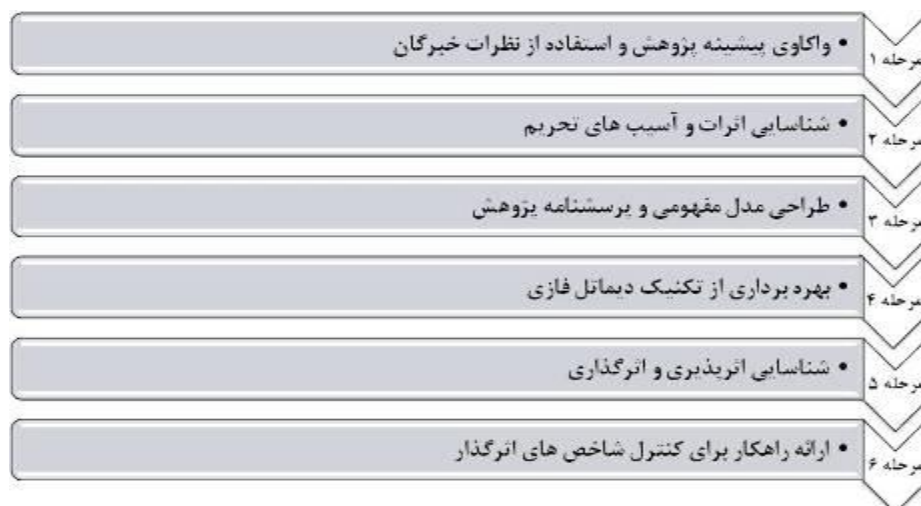 مرحله ۱
• واکاوی پیشینه پژوهش و استفاده از نظرات خبرگان
مرحله ۲
• شناسایی اثرات و آسیب های تحریم
مرحله ۳
• طراحی مدل مفهومی و پرسشنامه پژوهش
مرحله ۴
• بهره برداری از تکنیک دیماتل فازی
مرحله ۵
• شناسایی اثرپذیری و اثرگذاری
مرحله ۶
• ارائه راهکار برای کنترل شاخص های اثرگذار